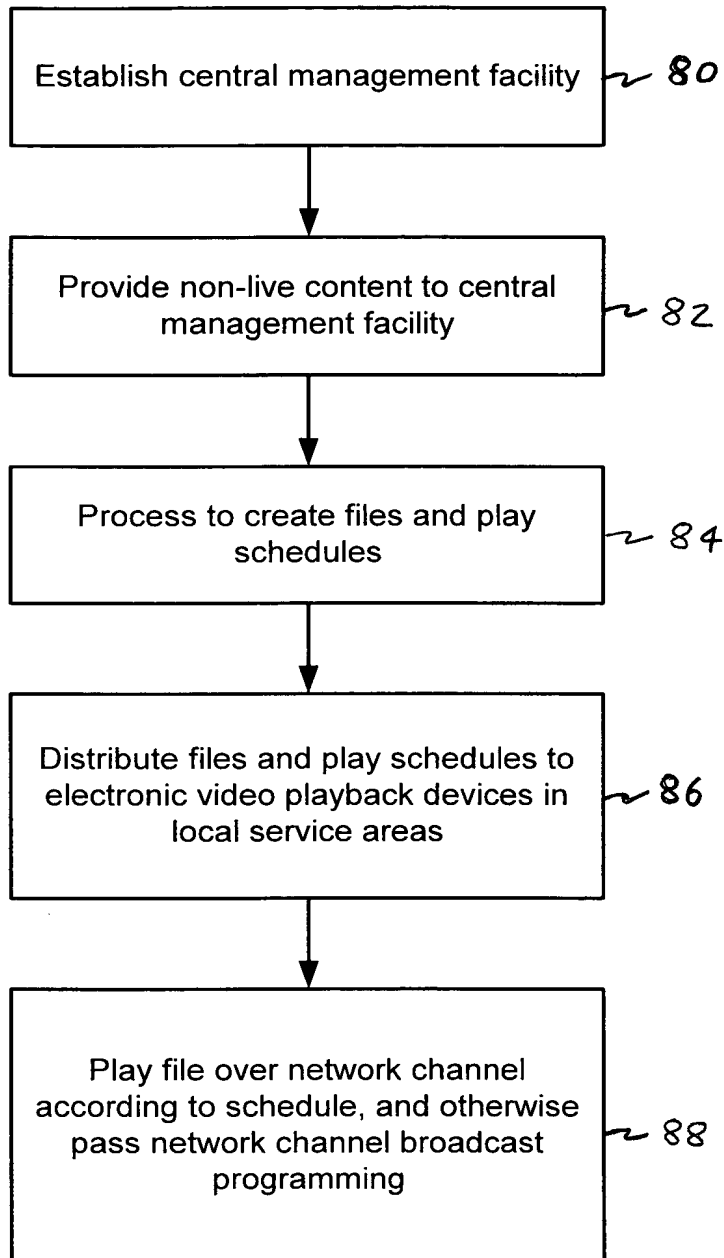 Establish central management facility
80
Provide non-live content to central
management facility
82
Process to create files and play
schedules
84
Distribute files and play schedules to
electronic video playback devices in
local service areas
86
Play file over network channel
according to schedule, and otherwise
pass network channel broadcast
programming
88